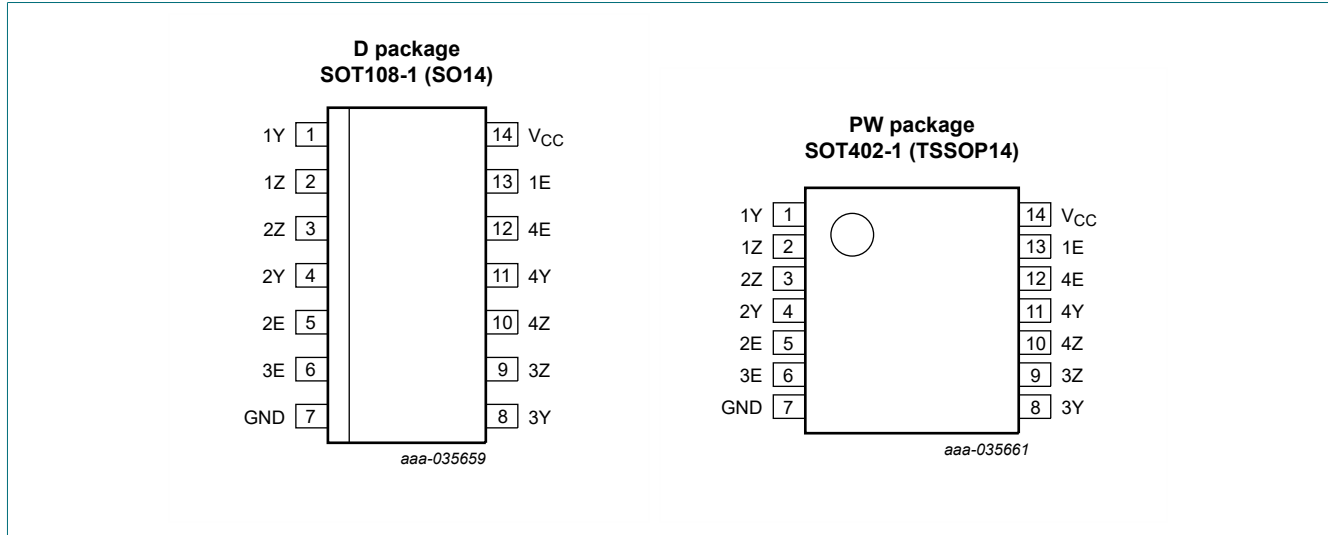 D package
SOT108-1 (SO14)
1Y 1 14 VCC
1Z 2 13 1E
2Z 3 12 4E
2Y 4 11 4Y
2E 5 10 4Z
3E 6 9 3Z
GND 7 8 3Y
aaa-035659
PW package
SOT402-1 (TSSOP14)
1Y 1 14 VCC
1Z 2 13 1E
2Z 3 12 4E
2Y 4 11 4Y
2E 5 10 4Z
3E 6 9 3Z
GND 7 8 3Y
aaa-035661